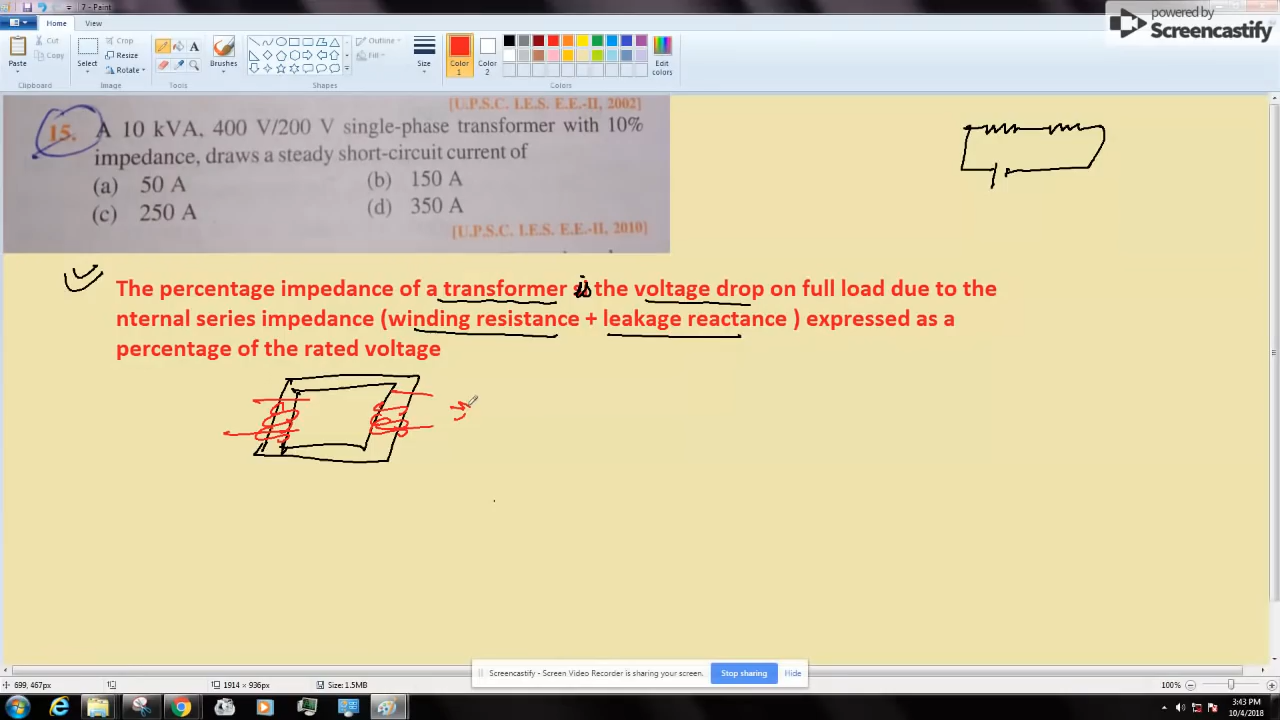 7 - Paint
powered by
Screencastify
Home
View
Cut
Copy
Paste
Crop
Resize
Rotate
Select
Brushes
Outline
Fill
Size
Color
1
Color
2
Edit
colors
Clipboard
Image
Tools
Shapes
Colors
[U.P.S.C. I.E.S. E.E.-II, 2002]
15. A 10 kVA, 400 V/200 V single-phase transformer with 10%
impedance, draws a steady short-circuit current of
(a) 50 A
(b) 150 A
(c) 250 A
(d) 350 A
[U.P.S.C. I.E.S. E.E.-II, 2010]
The percentage impedance of a transformer is the voltage drop on full load due to the
nternal series impedance (winding resistance + leakage reactance ) expressed as a
percentage of the rated voltage
Screencastify - Screen Video Recorder is sharing your screen.
Stop sharing
Hide
1914 × 936px
Size: 1.5MB
100%
3:43 PM
10/4/2018